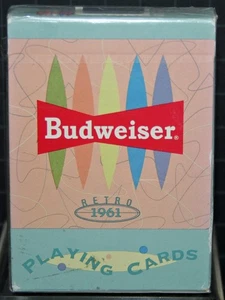 Budweiser®
RETRO
1961
PLAYING CARDS